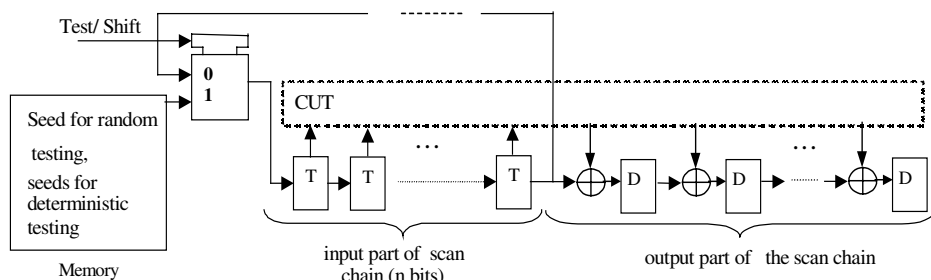 Test/ Shift
0
1
CUT
Seed for random
testing,
seeds for
deterministic
testing
Memory
...
...
...
T
T
T
D
D
D
input part of scan
chain (n bits)
output part of the scan chain